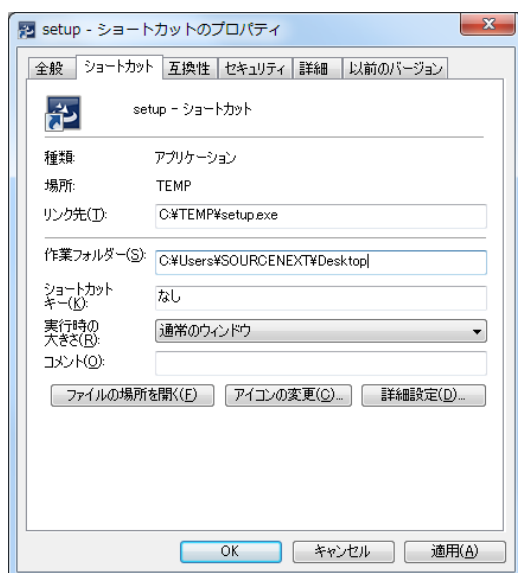 setup - ショートカットのプロパティ
全般 ショートカット 互換性 セキュリティ 詳細 以前のバージョン
setup - ショートカット
種類: アプリケーション
場所: TEMP
リンク先(T): C:¥TEMP¥setup.exe
作業フォルダー(S): C:¥Users¥SOURCENEXT¥Desktop
ショートカット
キー(K): なし
実行時の
大きさ(R): 通常のウィンドウ
コメント(O):
ファイルの場所を開く(F) アイコンの変更(C)... 詳細設定(D)...
OK キャンセル 適用(A)